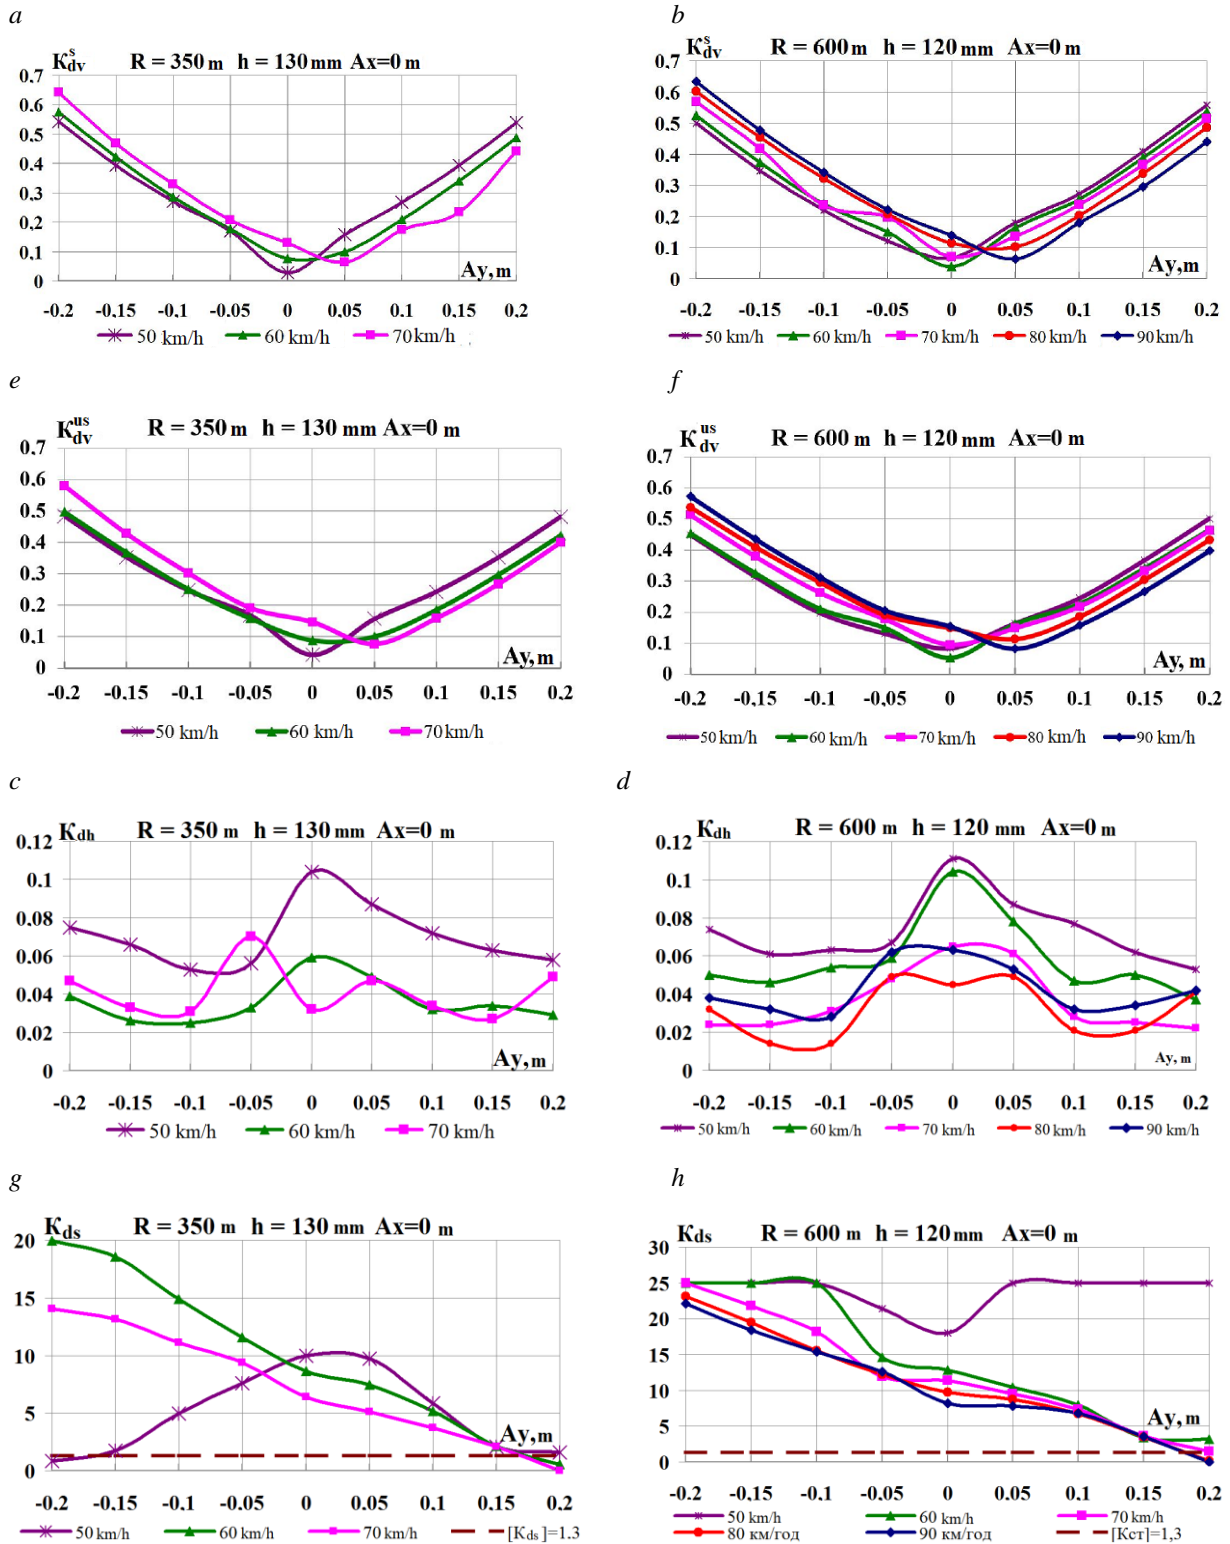 a
K^s_dv R = 350 m h = 130 mm Ax=0 m
0.7
0.6
0.5
0.4
0.3
0.2
0.1
0
Ay, m
-0.2 -0.15 -0.1 -0.05 0 0.05 0.1 0.15 0.2
50 km/h 60 km/h 70 km/h
b
K^s_dv R = 600 m h = 120 mm Ax=0 m
0.7
0.6
0.5
0.4
0.3
0.2
0.1
0
Ay, m
-0.2 -0.15 -0.1 -0.05 0 0.05 0.1 0.15 0.2
50 km/h 60 km/h 70 km/h 80 km/h 90 km/h
e
K^us_dv R = 350 m h = 130 mm Ax=0 m
0.7
0.6
0.5
0.4
0.3
0.2
0.1
0
Ay, m
-0.2 -0.15 -0.1 -0.05 0 0.05 0.1 0.15 0.2
50 km/h 60 km/h 70 km/h
f
K^us_dv R = 600 m h = 120 mm Ax=0 m
0.7
0.6
0.5
0.4
0.3
0.2
0.1
0
Ay, m
-0.2 -0.15 -0.1 -0.05 0 0.05 0.1 0.15 0.2
50 km/h 60 km/h 70 km/h 80 km/h 90 km/h
c
K_dh R = 350 m h = 130 mm Ax=0 m
0.12
0.1
0.08
0.06
0.04
0.02
0
Ay, m
-0.2 -0.15 -0.1 -0.05 0 0.05 0.1 0.15 0.2
50 km/h 60 km/h 70 km/h
d
K_dh R = 600 m h = 120 mm Ax=0 m
0.12
0.1
0.08
0.06
0.04
0.02
0
Ay, m
-0.2 -0.15 -0.1 -0.05 0 0.05 0.1 0.15 0.2
50 km/h 60 km/h 70 km/h 80 km/h 90 km/h
g
K_ds R = 350 m h = 130 mm Ax=0 m
20
15
10
5
0
Ay, m
-0.2 -0.15 -0.1 -0.05 0 0.05 0.1 0.15 0.2
50 km/h 60 km/h 70 km/h [K_ds]=1,3
h
K_ds R = 600 m h = 120 mm Ax=0 m
30
25
20
15
10
5
0
Ay, m
-0.2 -0.15 -0.1 -0.05 0 0.05 0.1 0.15 0.2
50 km/h 60 km/h 70 km/h
80 км/год 90 км/год [Кст]=1,3